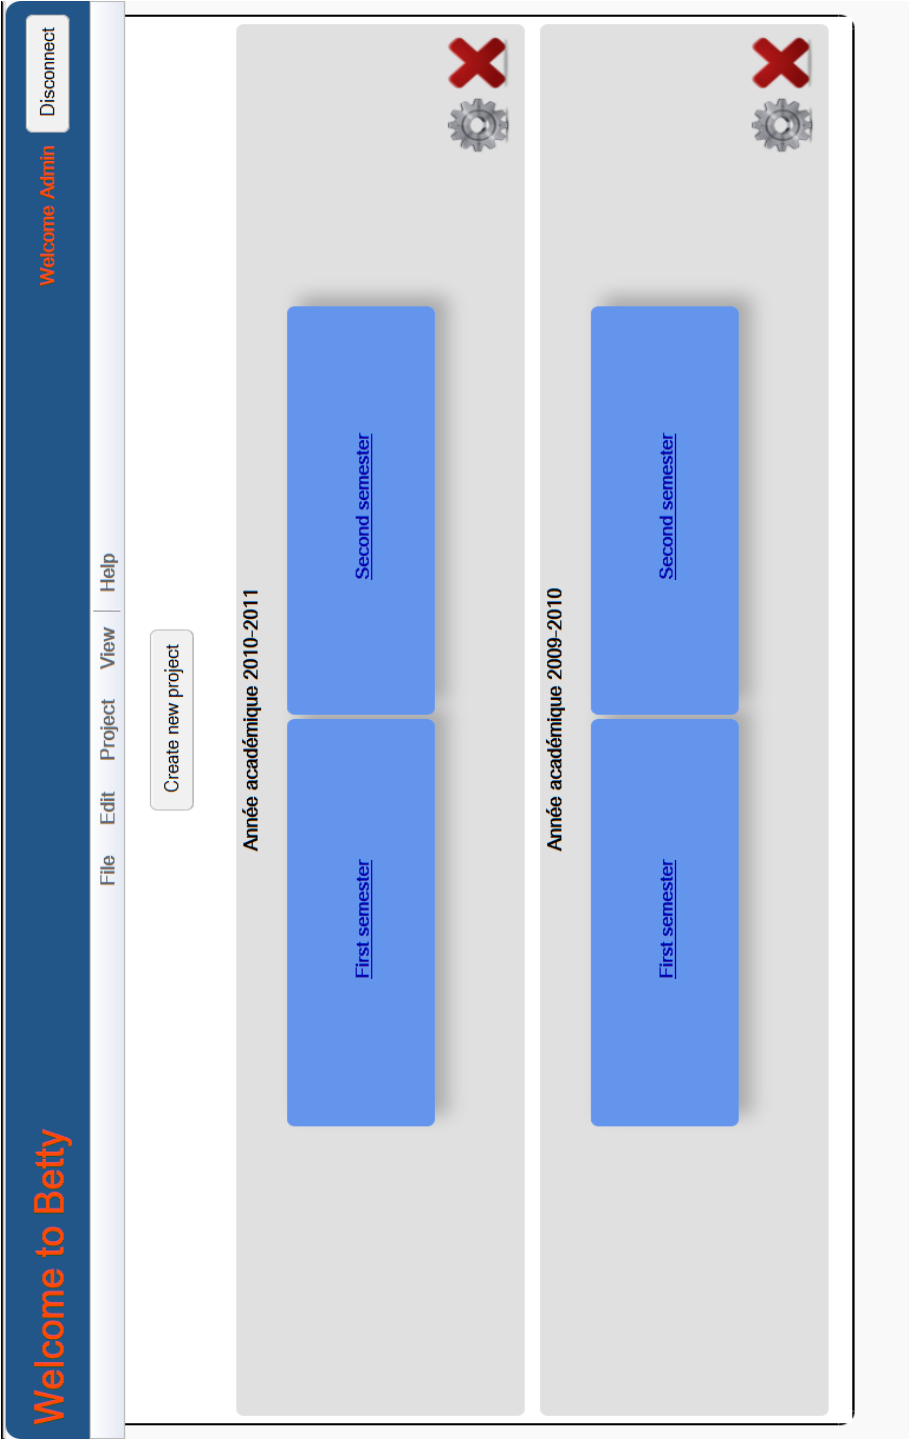 Welcome to Betty
Welcome Admin
Disconnect
File Edit Project View Help
Create new project
Année académique 2010-2011
First semester
Second semester
Année académique 2009-2010
First semester
Second semester